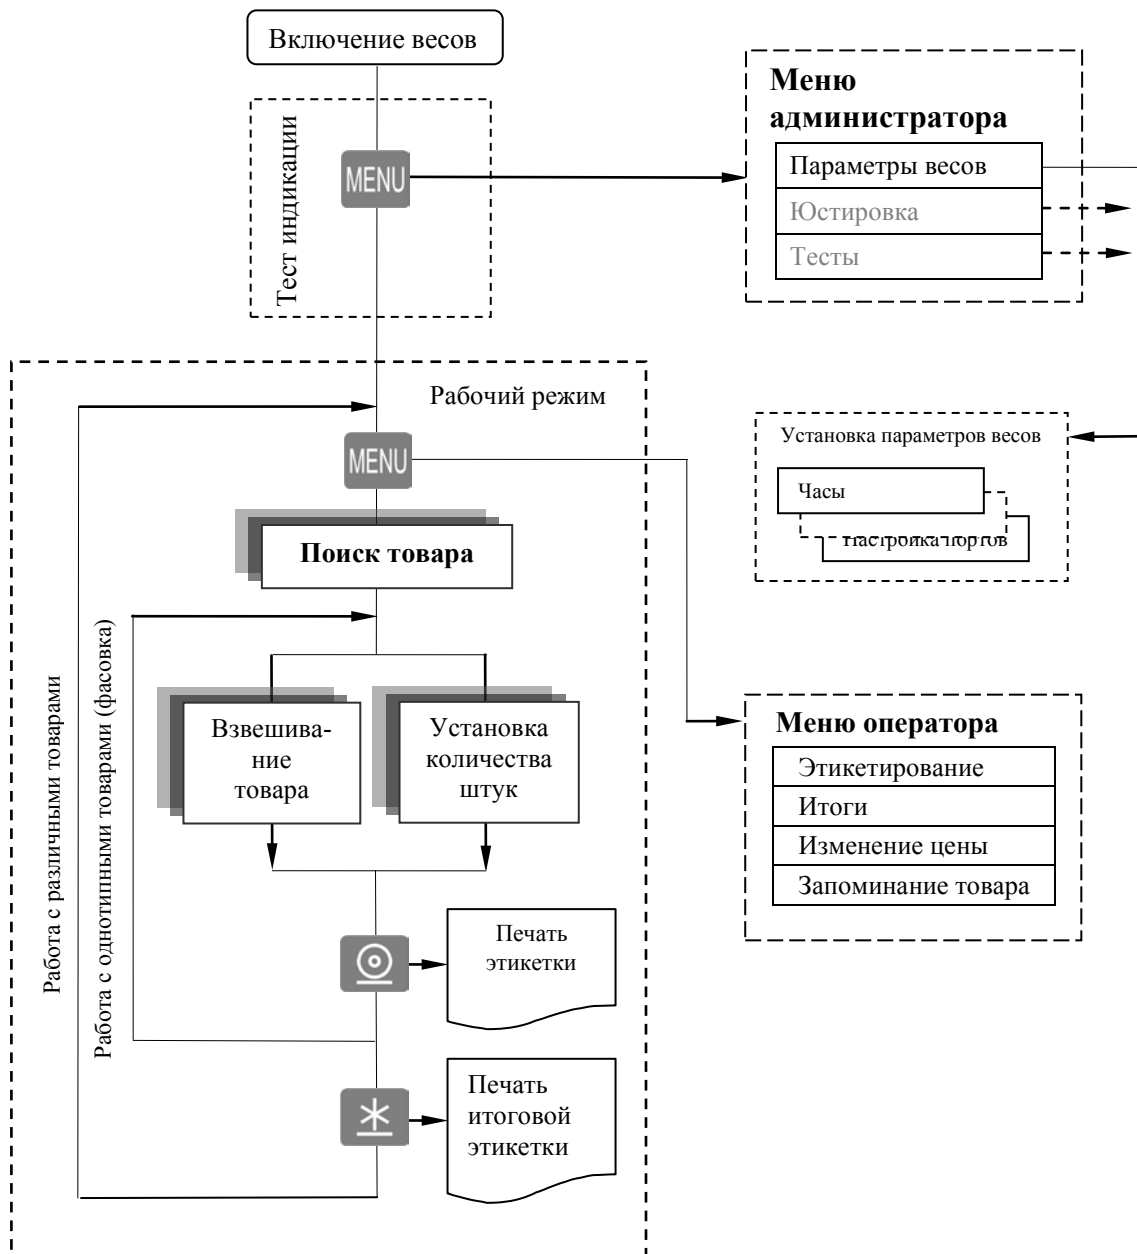 Включение весов
Тест индикации
MENU
Меню
администратора
Параметры весов
Юстировка
Тесты
Рабочий режим
MENU
Установка параметров весов
Часы
Настройка портов
Поиск товара
Работа с различными товарами
Работа с однотипными товарами (фасовка)
Взвешива-
ние
товара
Установка
количества
штук
Меню оператора
Этикетирование
Итоги
Изменение цены
Запоминание товара
Печать
этикетки
Печать
итоговой
этикетки